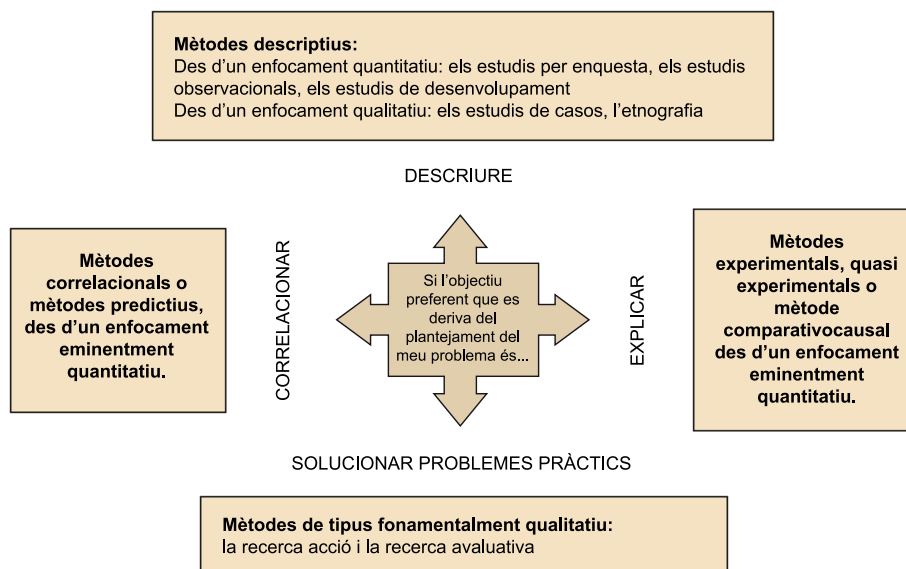 Mètodes descriptius:
Des d'un enfocament quantitatiu: els estudis per enquesta, els estudis
observacionals, els estudis de desenvolupament
Des d'un enfocament qualitatiu: els estudis de casos, l'etnografia
DESCRIURE
Mètodes
correlacionals o
mètodes predictius,
des d'un enfocament
eminentment
quantitatiu.
CORRELACIONAR
Si l'objectiu
preferent que es
deriva del
plantejament del
meu problema és...
EXPLICAR
Mètodes
experimentals, quasi
experimentals o
mètode
comparativocausal
des d'un enfocament
eminentment
quantitatiu.
SOLUCIONAR PROBLEMES PRÀCTICS
Mètodes de tipus fonamentalment qualitatiu:
la recerca acció i la recerca avaluativa